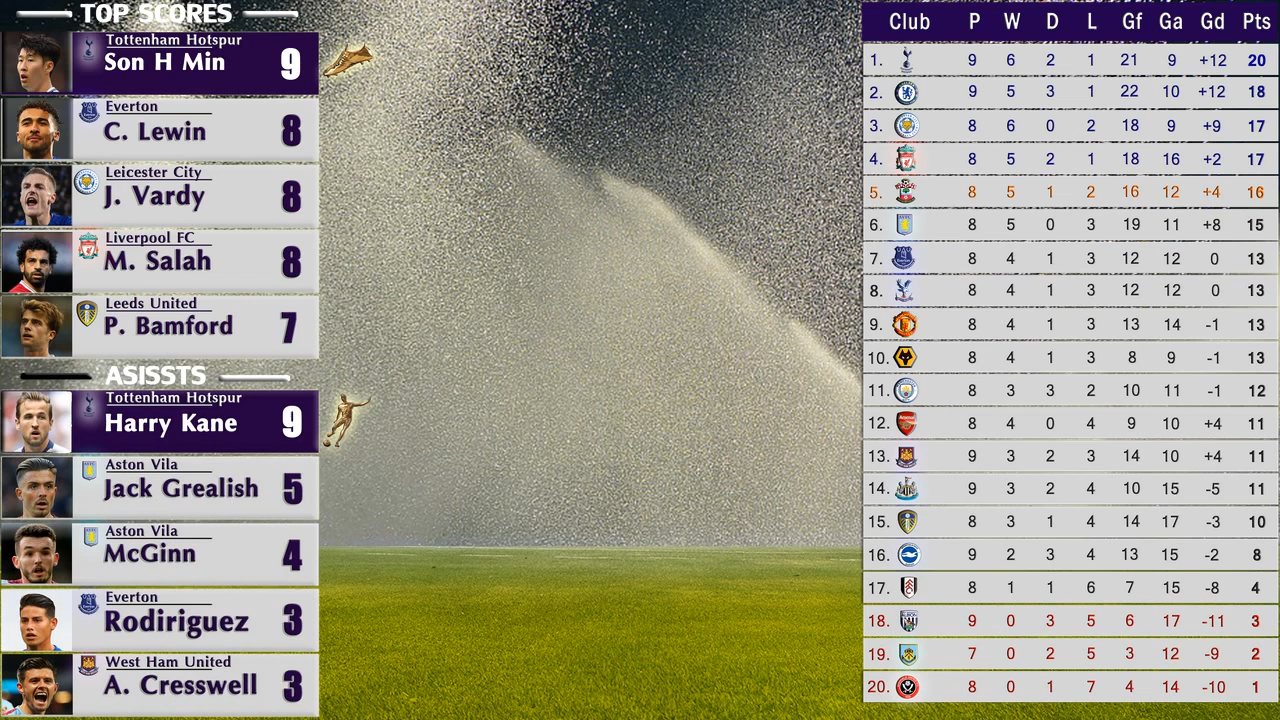 TOP SCORES
Tottenham Hotspur
Son H Min 9
Everton
C. Lewin 8
Leicester City
J. Vardy 8
Liverpool FC
M. Salah 8
Leeds United
P. Bamford 7
ASISSTS
Tottenham Hotspur
Harry Kane 9
Aston Vila
Jack Grealish 5
Aston Vila
McGinn 4
Everton
Rodiriguez 3
West Ham United
A. Cresswell 3
Club P W D L Gf Ga Gd Pts
1. 9 6 2 1 21 9 +12 20
2. 9 5 3 1 22 10 +12 18
3. 8 6 0 2 18 9 +9 17
4. 8 5 2 1 18 16 +2 17
5. 8 5 1 2 16 12 +4 16
6. 8 5 0 3 19 11 +8 15
7. 8 4 1 3 12 12 0 13
8. 8 4 1 3 12 12 0 13
9. 8 4 1 3 13 14 -1 13
10. 8 4 1 3 8 9 -1 13
11. 8 3 3 2 10 11 -1 12
12. 8 4 0 4 9 10 +4 11
13. 9 3 2 3 14 10 +4 11
14. 9 3 2 4 10 15 -5 11
15. 8 3 1 4 14 17 -3 10
16. 9 2 3 4 13 15 -2 8
17. 8 1 1 6 7 15 -8 4
18. 9 0 3 5 6 17 -11 3
19. 7 0 2 5 3 12 -9 2
20. 8 0 1 7 4 14 -10 1